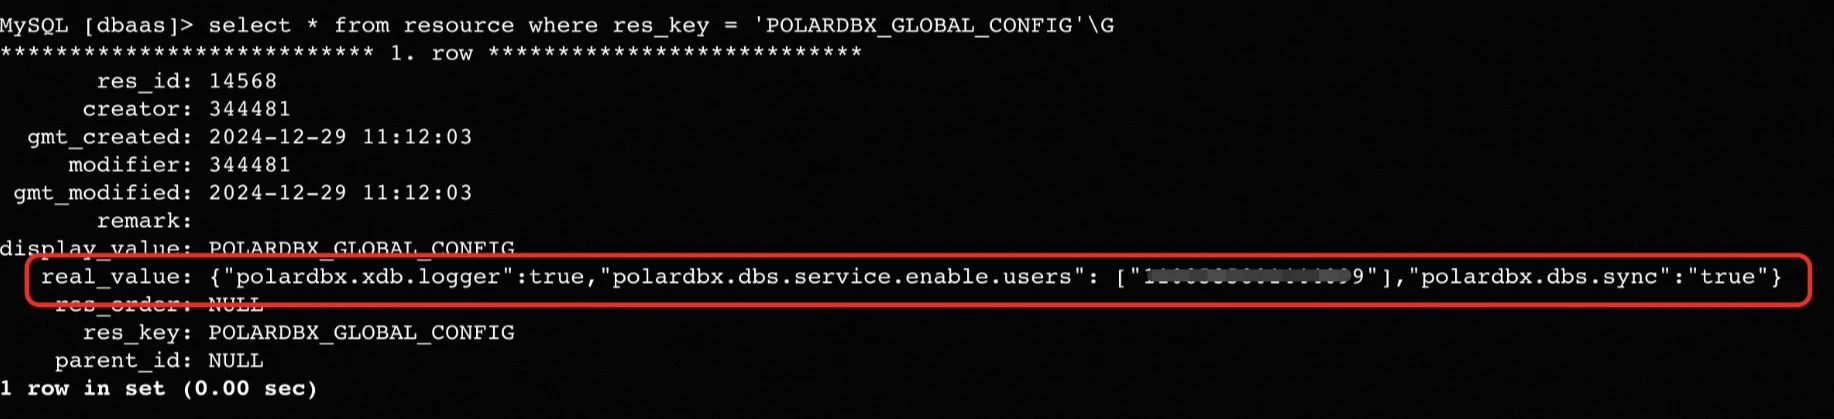 MySQL [dbaas]> select * from resource where res_key = 'POLARDBX_GLOBAL_CONFIG'\G
*************************** 1. row ***************************
res_id: 14568
creator: 344481
gmt_created: 2024-12-29 11:12:03
modifier: 344481
gmt_modified: 2024-12-29 11:12:03
remark:
display_value: POLARDBX_GLOBAL_CONFIG
real_value: {"polardbx.xdb.logger":true,"polardbx.dbs.service.enable.users": ["9"],"polardbx.dbs.sync":"true"}
res_order: NULL
res_key: POLARDBX_GLOBAL_CONFIG
parent_id: NULL
1 row in set (0.00 sec)